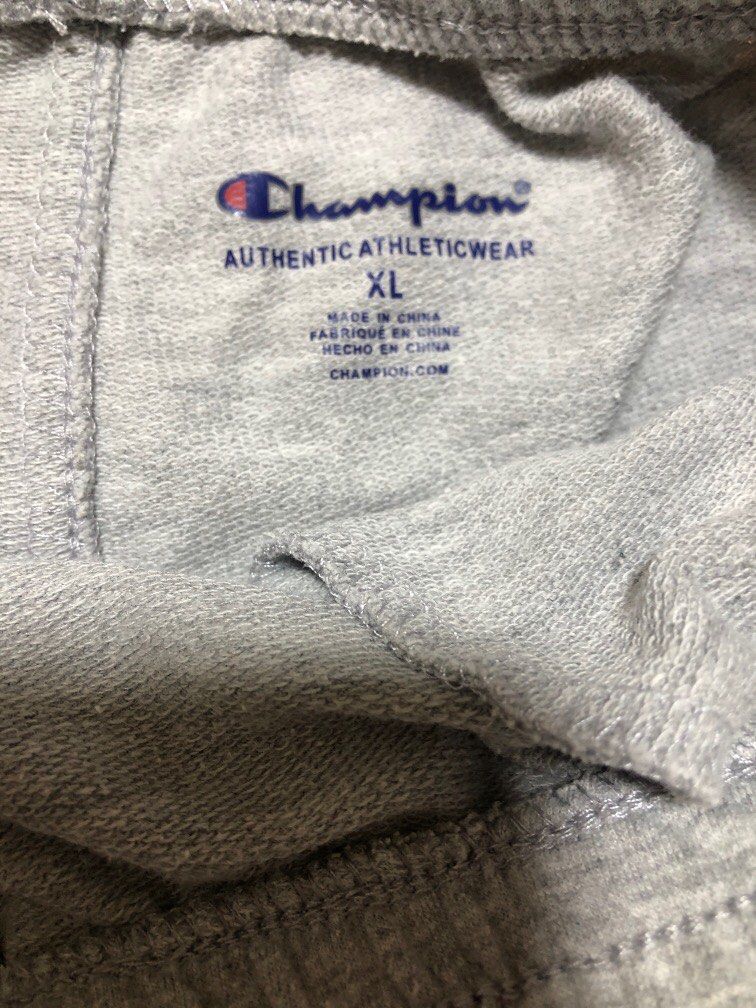 Champion®
AUTHENTIC ATHLETICWEAR
XL
MADE IN CHINA
FABRIQUÉ EN CHINE
HECHO EN CHINA
CHAMPION.COM